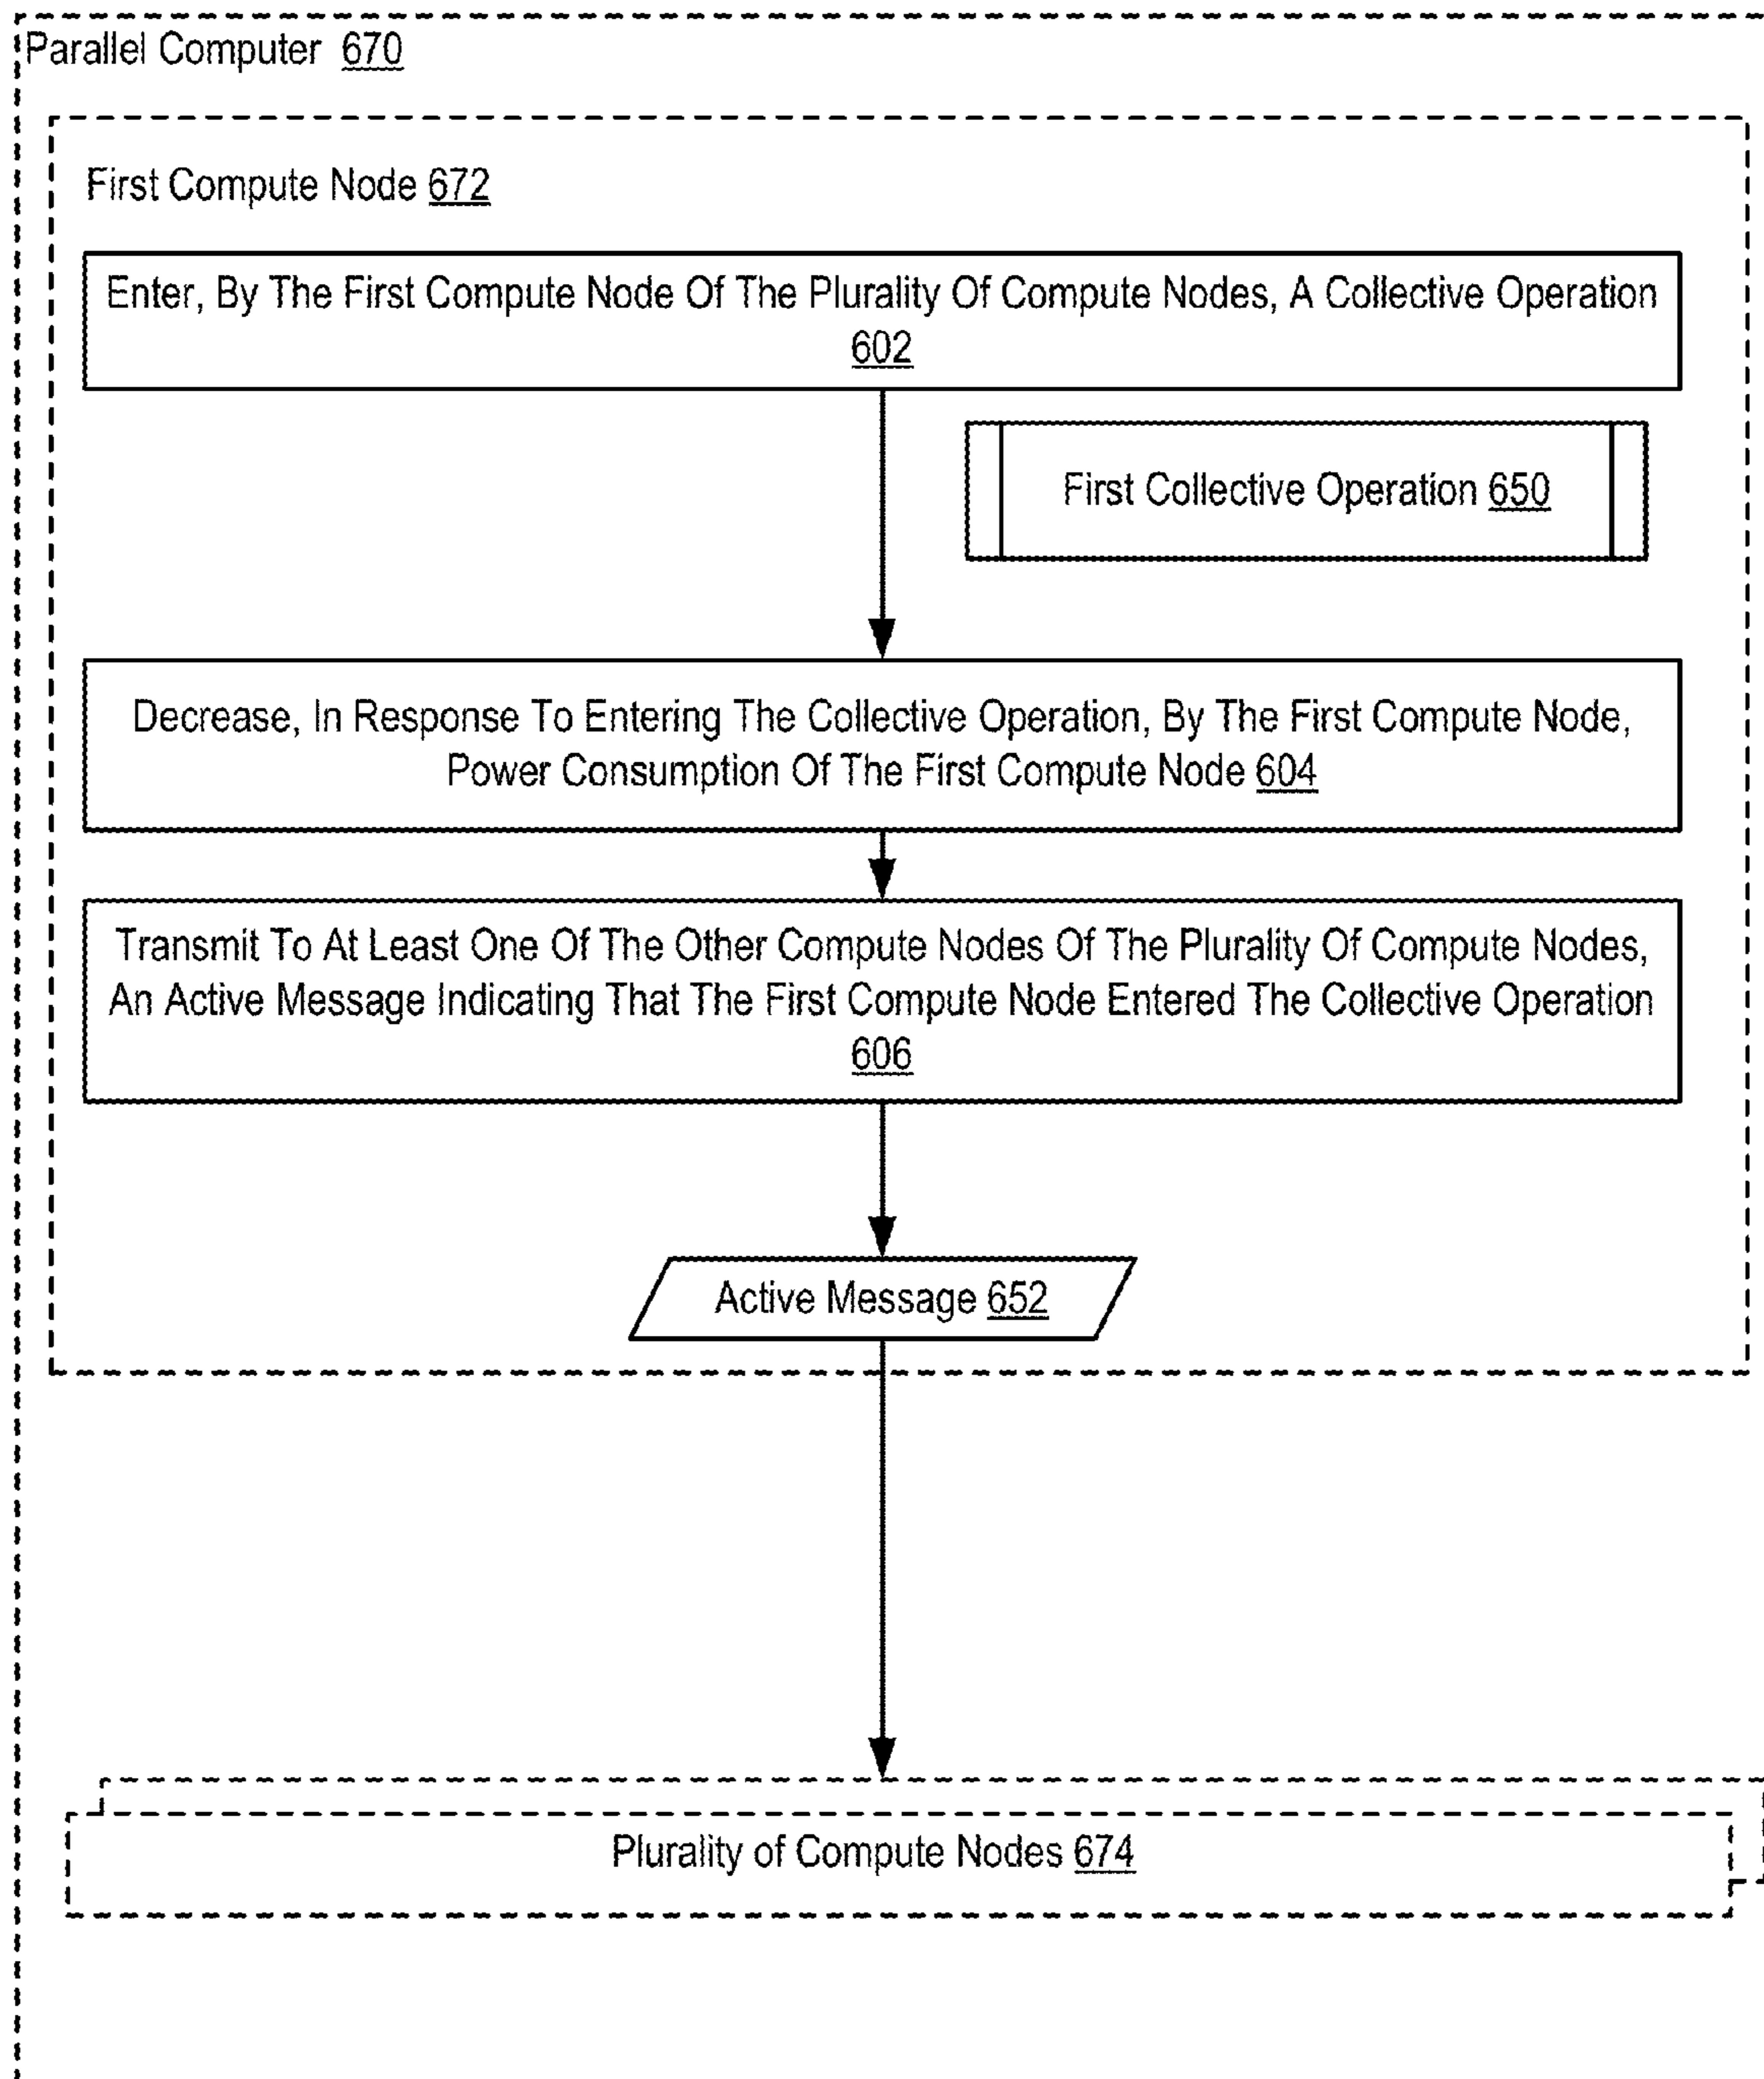 Parallel Computer 670
First Compute Node 672
Enter, By The First Compute Node Of The Plurality Of Compute Nodes, A Collective Operation
602
First Collective Operation 650
Decrease, In Response To Entering The Collective Operation, By The First Compute Node,
Power Consumption Of The First Compute Node 604
Transmit To At Least One Of The Other Compute Nodes Of The Plurality Of Compute Nodes,
An Active Message Indicating That The First Compute Node Entered The Collective Operation
606
Active Message 652
Plurality of Compute Nodes 674